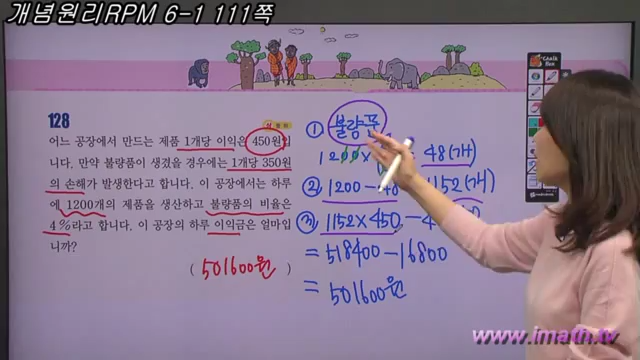 개념원리RPM 6-1 111쪽
128
어느 공장에서 만드는 제품 1개당 이익은 450원입
니다. 만약 불량품이 생겼을 경우에는 1개당 350원
의 손해가 발생한다고 합니다. 이 공장에서는 하루
에 1200개의 제품을 생산하고 불량품의 비율은
4%라고 합니다. 이 공장의 하루 이익금은 얼마입
니까?
( 501600원 )
① 불량품
1200× 48(개)
② 1200-48 1152(개)
③ 1152×450-4
=518400-16800
=501600원
www.imath.tv